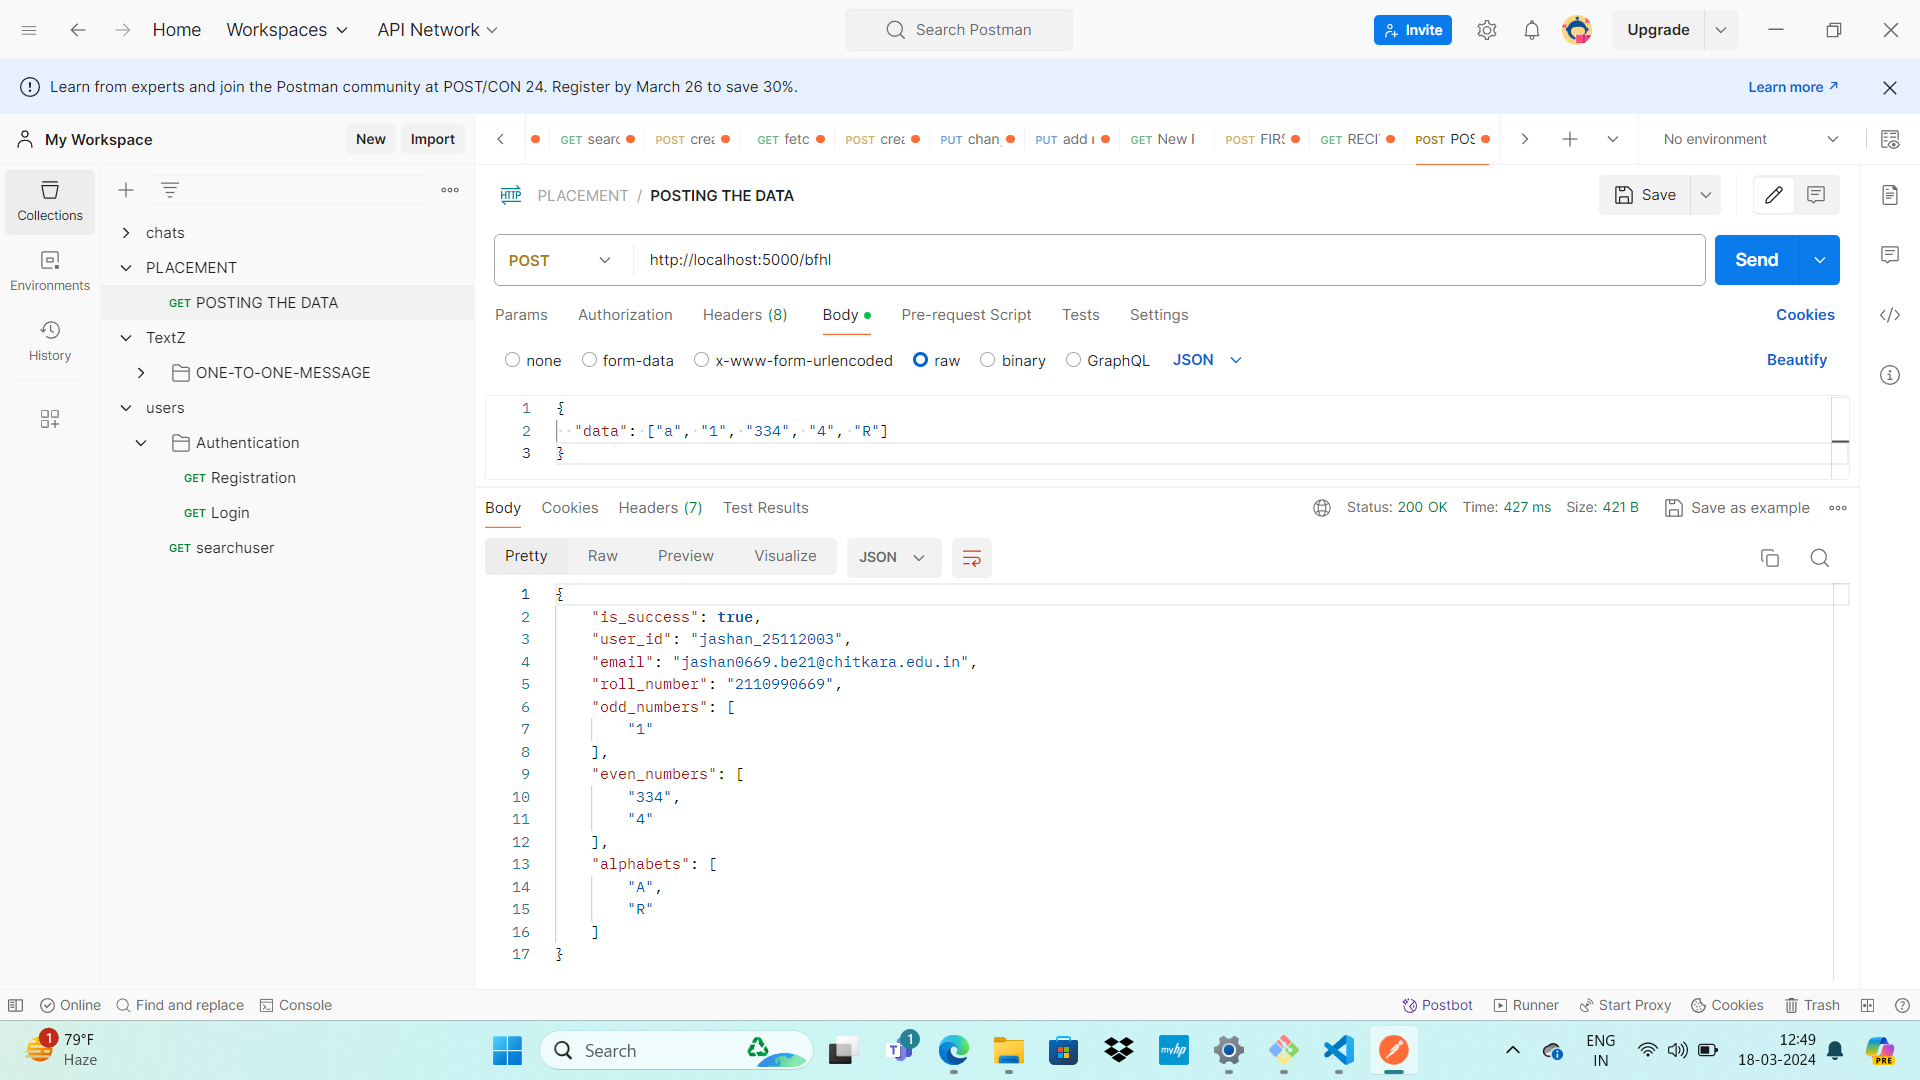 Home
Workspaces
API Network
Search Postman
Invite
Upgrade
Learn from experts and join the Postman community at POST/CON 24. Register by March 26 to save 30%.
Learn more
My Workspace
New
Import
GET searc
POST crea
GET fetc
POST crea
PUT chan
PUT add r
GET New F
POST FIRS
GET RECI
POST POS
No environment
Collections
Environments
History
chats
PLACEMENT
GET POSTING THE DATA
TextZ
ONE-TO-ONE-MESSAGE
users
Authentication
GET Registration
GET Login
GET searchuser
HTTP PLACEMENT / POSTING THE DATA
Save
POST http://localhost:5000/bfhl
Send
Params Authorization Headers (8) Body Pre-request Script Tests Settings
Cookies
none form-data x-www-form-urlencoded raw binary GraphQL JSON
Beautify
1 {
2 "data": ["a", "1", "334", "4", "R"]
3 }
Body Cookies Headers (7) Test Results
Status: 200 OK Time: 427 ms Size: 421 B
Save as example
Pretty Raw Preview Visualize JSON
1 {
2 "is_success": true,
3 "user_id": "jashan_25112003",
4 "email": "jashan0669.be21@chitkara.edu.in",
5 "roll_number": "2110990669",
6 "odd_numbers": [
7 "1"
8 ],
9 "even_numbers": [
10 "334",
11 "4"
12 ],
13 "alphabets": [
14 "A",
15 "R"
16 ]
17 }
Online
Find and replace
Console
Postbot
Runner
Start Proxy
Cookies
Trash
1
79°F
Haze
Search
1
myhp
ENG
IN
12:49
18-03-2024
PRE